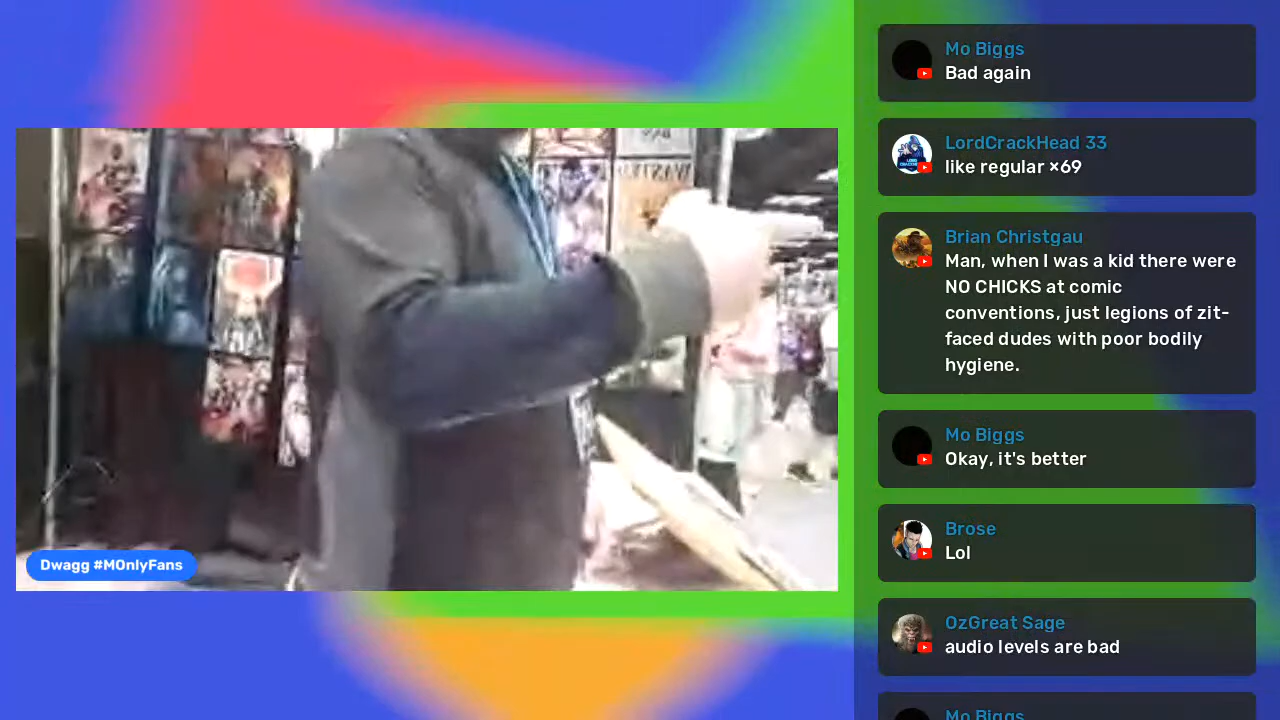 Mo Biggs
Bad again
LordCrackHead 33
like regular ×69
Brian Christgau
Man, when I was a kid there were
NO CHICKS at comic
conventions, just legions of zit-
faced dudes with poor bodily
hygiene.
Mo Biggs
Okay, it's better
Brose
Lol
OzGreat Sage
audio levels are bad
Mo Biggs
Dwagg #MOnlyFans